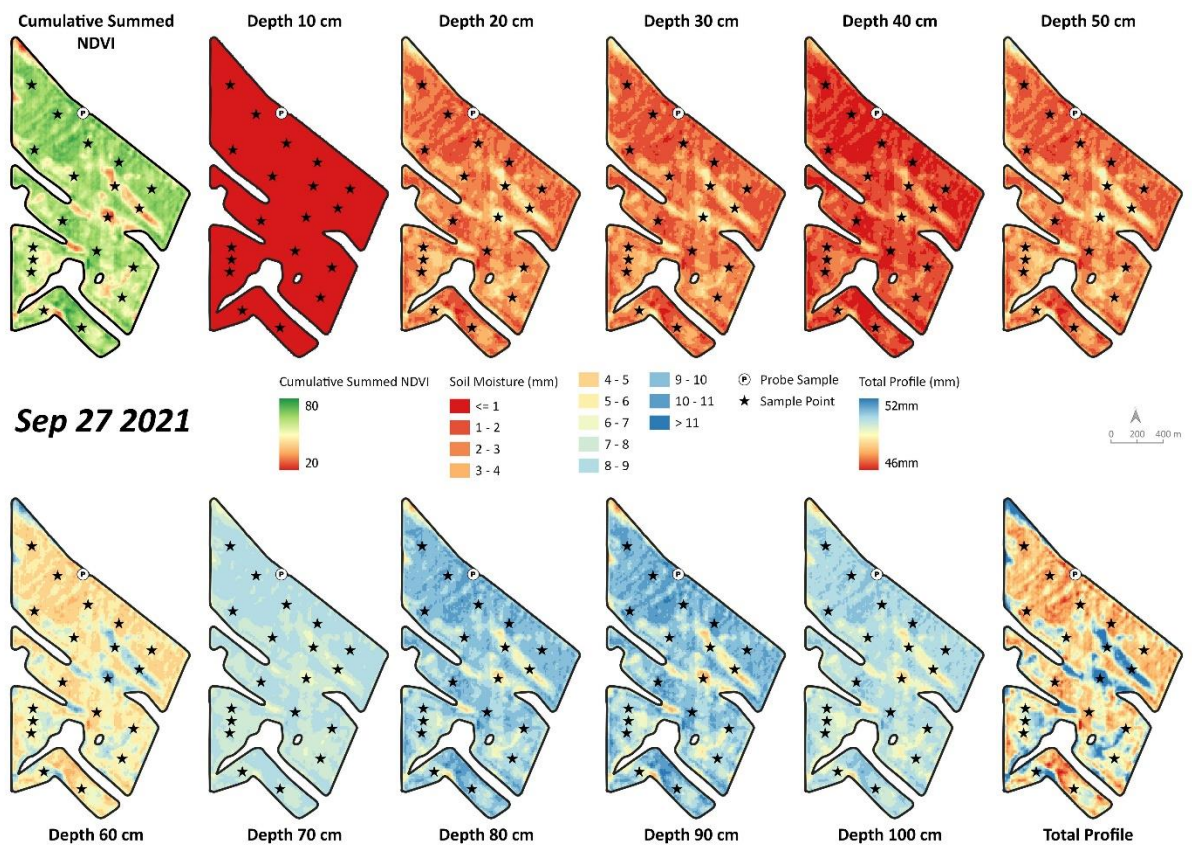 Cumulative Summed
NDVI
Depth 10 cm
Depth 20 cm
Depth 30 cm
Depth 40 cm
Depth 50 cm
P
P
P
P
P
P
Sep 27 2021
Cumulative Summed NDVI
80
20
Soil Moisture (mm)
<= 1
1 - 2
2 - 3
3 - 4
4 - 5
5 - 6
6 - 7
7 - 8
8 - 9
9 - 10
10 - 11
> 11
P Probe Sample
Sample Point
Total Profile (mm)
52mm
46mm
0 200 400 m
P
P
P
P
P
P
Depth 60 cm
Depth 70 cm
Depth 80 cm
Depth 90 cm
Depth 100 cm
Total Profile